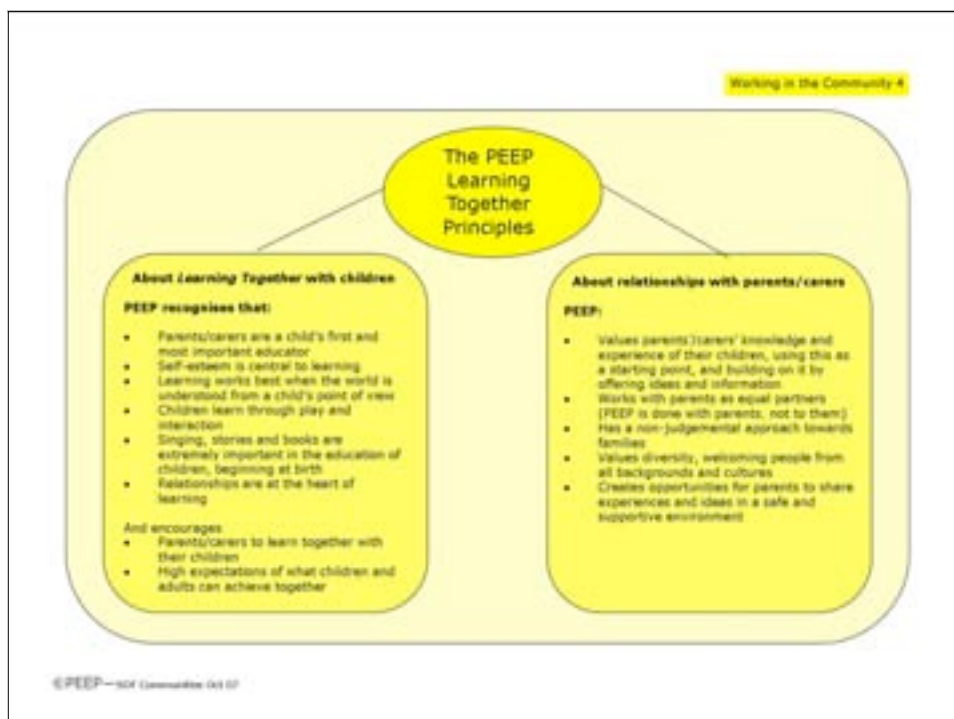 Working in the Community 4
The PEEP
Learning
Together
Principles
About Learning Together with children
PEEP recognises that:
• Parents/carers are a child's first and
most important educator
• Self-esteem is central to learning
• Learning works best when the world is
understood from a child's point of view
• Children learn through play and
interaction
• Singing, stories and books are
extremely important in the education of
children, beginning at birth
• Relationships are at the heart of
learning
And encourages
• Parents/carers to learn together with
their children
• High expectations of what children and
adults can achieve together
About relationships with parents/carers
PEEP:
• Values parents'/carers' knowledge and
experience of their children, using this as
a starting point, and building on it by
offering ideas and information
• Works with parents as equal partners
(PEEP is done with parents, not to them)
• Has a non-judgemental approach towards
families
• Values diversity, welcoming people from
all backgrounds and cultures
• Creates opportunities for parents to share
experiences and ideas in a safe and
supportive environment
©PEEP— Communities Oct 07